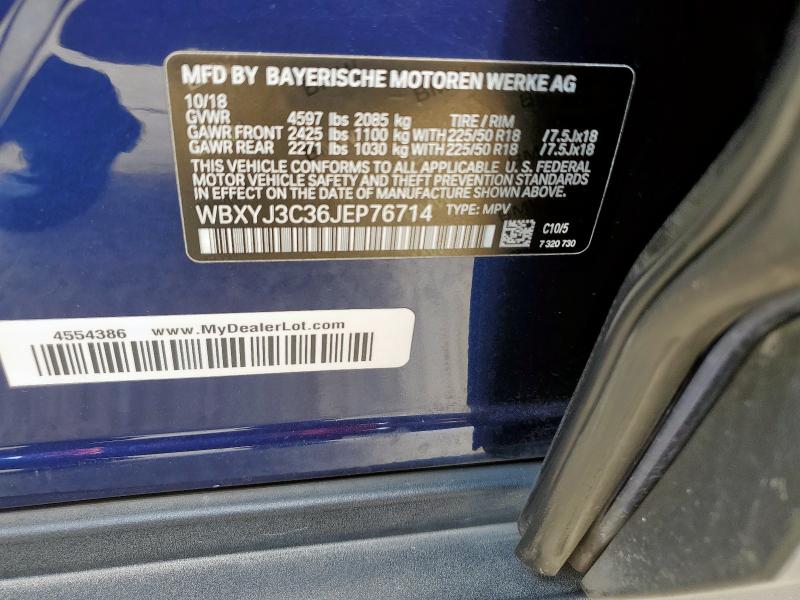 MFD BY BAYERISCHE MOTOREN WERKE AG
10/18
GVWR 4597 lbs 2085 kg TIRE / RIM
GAWR FRONT 2425 lbs 1100 kg WITH 225/50 R18 /7.5Jx18
GAWR REAR 2271 lbs 1030 kg WITH 225/50 R18 /7.5Jx18
THIS VEHICLE CONFORMS TO ALL APPLICABLE U.S. FEDERAL
MOTOR VEHICLE SAFETY AND THEFT PREVENTION STANDARDS
IN EFFECT ON THE DATE OF MANUFACTURE SHOWN ABOVE.
WBXYJ3C36JEP76714 TYPE: MPV
C10/5
7 320 730
4554386 www.MyDealerLot.com